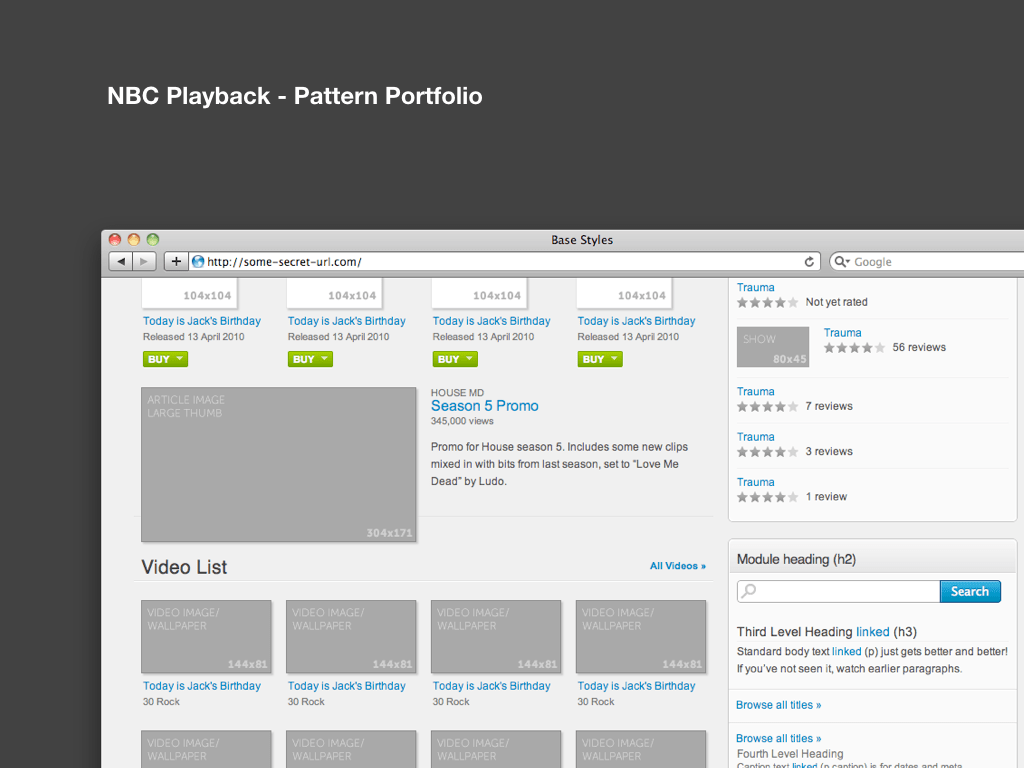 NBC Playback - Pattern Portfolio
Base Styles
http://some-secret-url.com/
Google
104x104
104x104
104x104
104x104
Today is Jack's Birthday
Today is Jack's Birthday
Today is Jack's Birthday
Today is Jack's Birthday
Released 13 April 2010
Released 13 April 2010
Released 13 April 2010
Released 13 April 2010
BUY
BUY
BUY
BUY
ARTICLE IMAGE
LARGE THUMB
304x171
HOUSE MD
Season 5 Promo
345,000 views
Promo for House season 5. Includes some new clips
mixed in with bits from last season, set to "Love Me
Dead" by Ludo.
Video List
All Videos »
VIDEO IMAGE/
WALLPAPER
144x81
VIDEO IMAGE/
WALLPAPER
144x81
VIDEO IMAGE/
WALLPAPER
144x81
VIDEO IMAGE/
WALLPAPER
144x81
Today is Jack's Birthday
Today is Jack's Birthday
Today is Jack's Birthday
Today is Jack's Birthday
30 Rock
30 Rock
30 Rock
30 Rock
VIDEO IMAGE/
WALLPAPER
VIDEO IMAGE/
WALLPAPER
VIDEO IMAGE/
WALLPAPER
VIDEO IMAGE/
WALLPAPER
Trauma
Not yet rated
SHOW
80x45
Trauma
56 reviews
Trauma
7 reviews
Trauma
3 reviews
Trauma
1 review
Module heading (h2)
Search
Third Level Heading linked (h3)
Standard body text linked (p) just gets better and better!
If you've not seen it, watch earlier paragraphs.
Browse all titles »
Browse all titles »
Fourth Level Heading
Caption text linked (p.caption) is for dates and meta